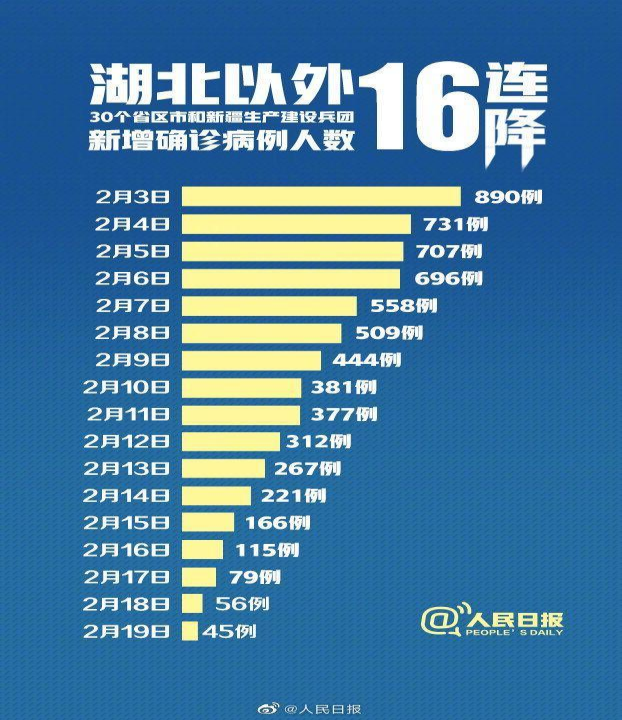 湖北以外
30个省区市和新疆生产建设兵团
新增确诊病例人数
16
连降
2月3日 890例
2月4日 731例
2月5日 707例
2月6日 696例
2月7日 558例
2月8日 509例
2月9日 444例
2月10日 381例
2月11日 377例
2月12日 312例
2月13日 267例
2月14日 221例
2月15日 166例
2月16日 115例
2月17日 79例
2月18日 56例
2月19日 45例
@人民日报
PEOPLE'S DAILY
@人民日报